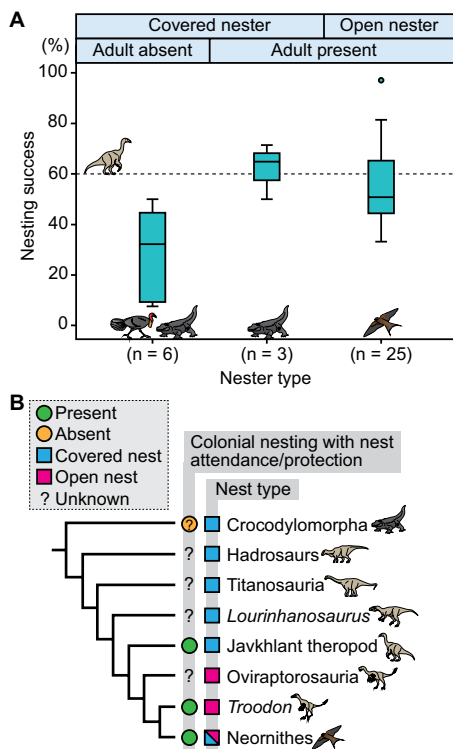 A
Covered nester Open nester
Adult absent Adult present
(%)
100
80
60
40
20
0
Nesting success
(n = 6) (n = 3) (n = 25)
Nester type
B
Present
Absent
Covered nest
Open nest
? Unknown
Colonial nesting with nest
attendance/protection
Nest type
? Crocodylomorpha
? Hadrosaurs
? Titanosauria
? Lourinhanosaurus
Javkhlant theropod
? Oviraptorosauria
Troodon
Neornithes